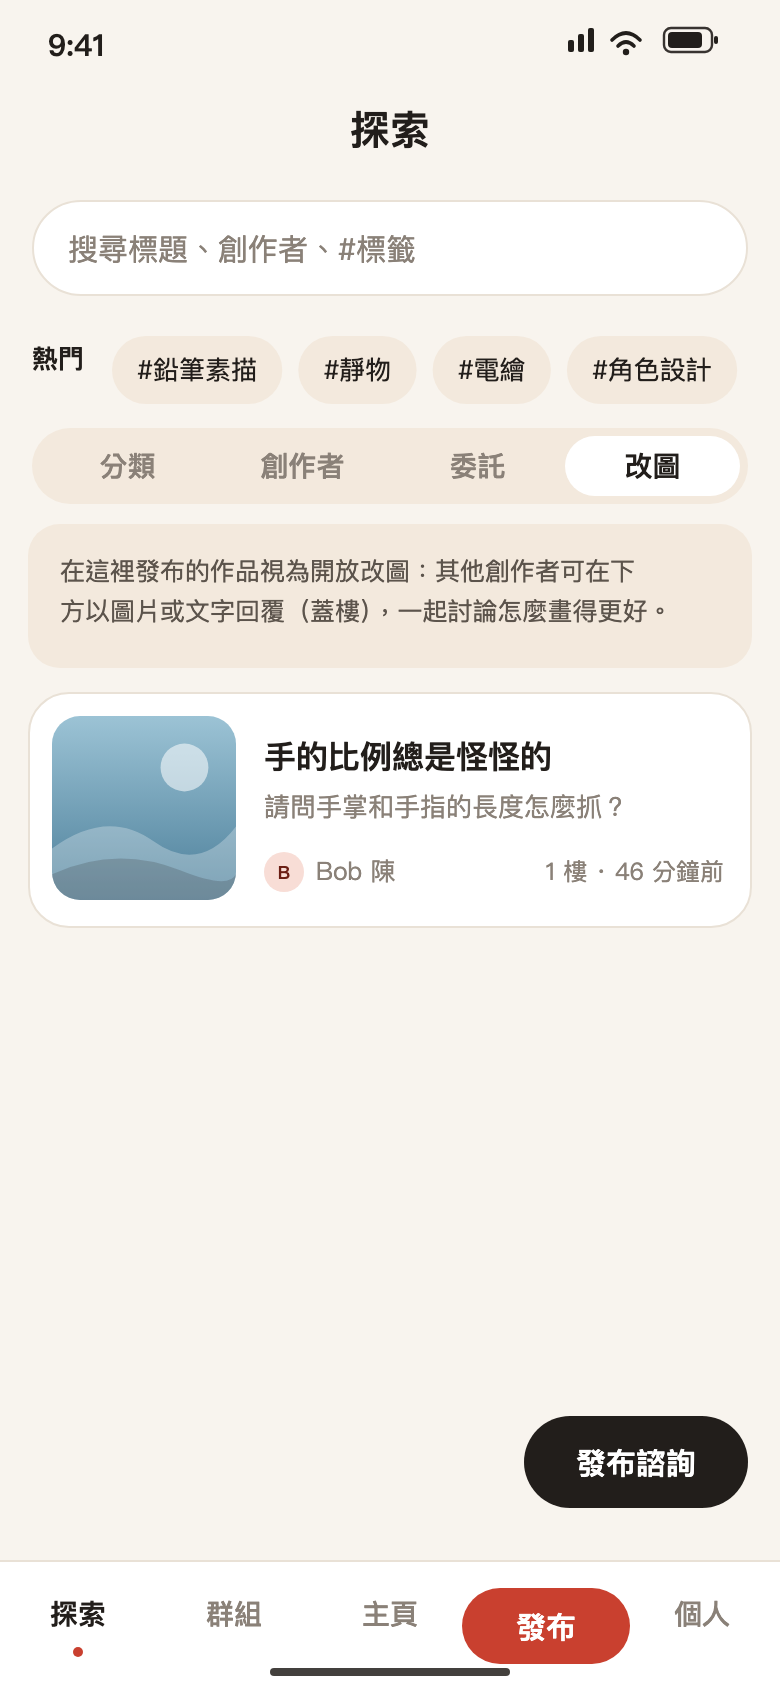 9:41
探索
搜尋標題、創作者、#標籤
熱門 #鉛筆素描 #靜物 #電繪 #角色設計
分類 創作者 委託 改圖
在這裡發布的作品視為開放改圖：其他創作者可在下
方以圖片或文字回覆（蓋樓），一起討論怎麼畫得更好。
手的比例總是怪怪的
請問手掌和手指的長度怎麼抓？
B Bob 陳 1 樓 · 46 分鐘前
發布諮詢
探索 群組 主頁 發布 個人